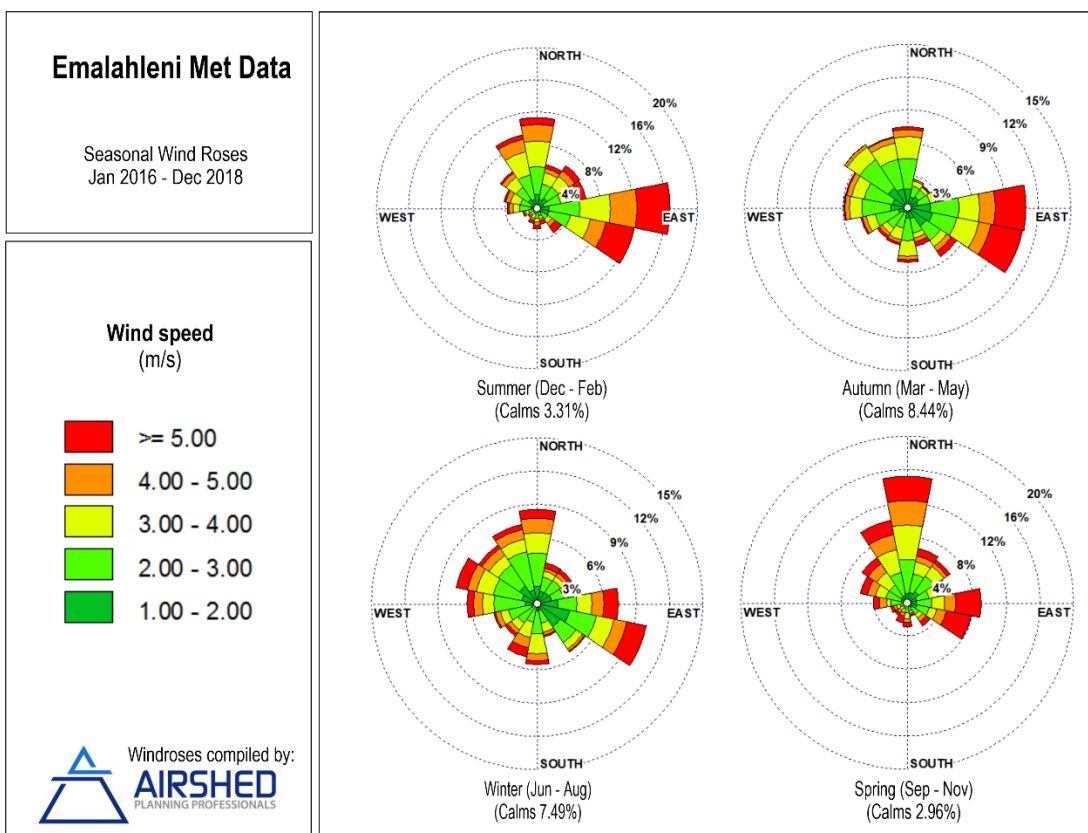 Emalahleni Met Data
Seasonal Wind Roses
Jan 2016 - Dec 2018
Wind speed
(m/s)
>= 5.00
4.00 - 5.00
3.00 - 4.00
2.00 - 3.00
1.00 - 2.00
Windroses compiled by:
AIRSHED
PLANNING PROFESSIONALS
NORTH
20%
16%
12%
8%
4%
WEST
EAST
SOUTH
Summer (Dec - Feb)
(Calms 3.31%)
NORTH
15%
12%
9%
6%
3%
WEST
EAST
SOUTH
Autumn (Mar - May)
(Calms 8.44%)
NORTH
15%
12%
9%
6%
3%
WEST
EAST
SOUTH
Winter (Jun - Aug)
(Calms 7.49%)
NORTH
20%
16%
12%
8%
4%
WEST
EAST
SOUTH
Spring (Sep - Nov)
(Calms 2.96%)